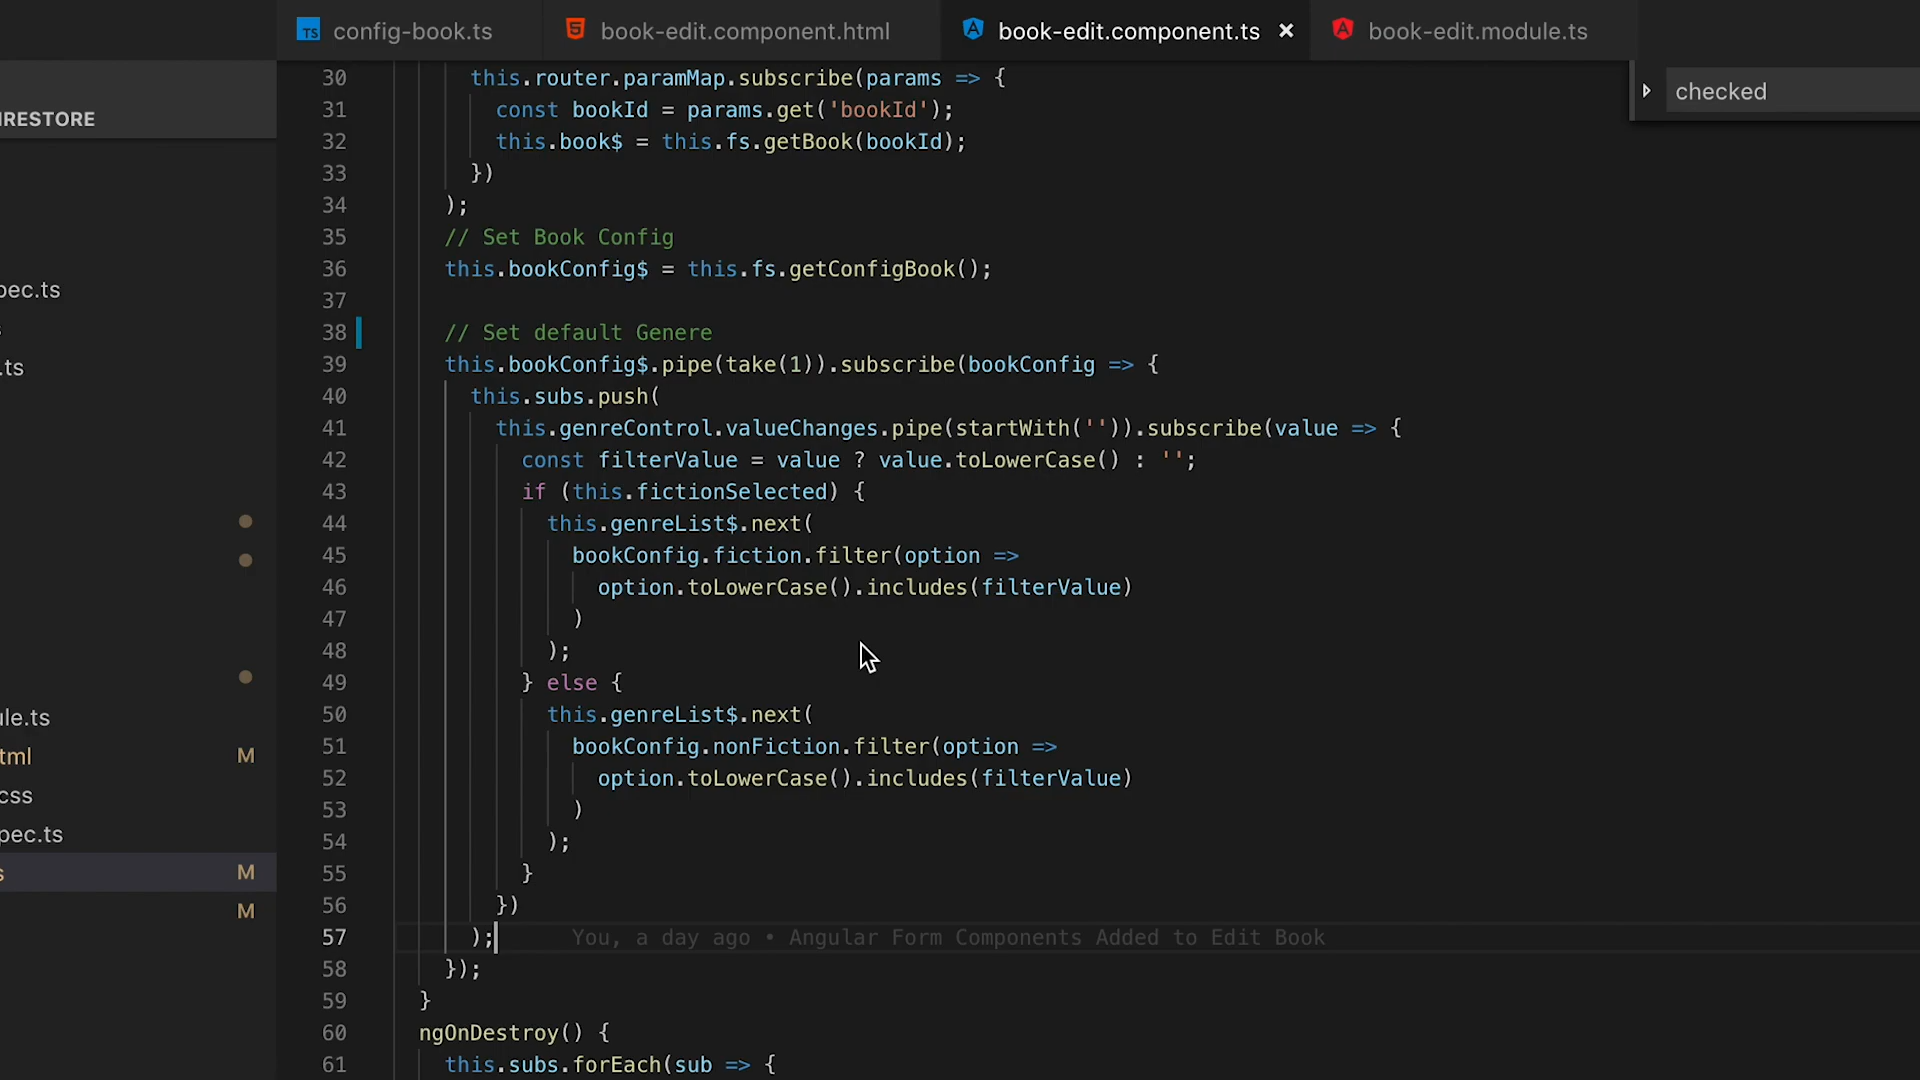 config-book.ts
book-edit.component.html
book-edit.component.ts ×
book-edit.module.ts
checked
IRESTORE
pec.ts
s
.ts
ule.ts
tml M
css
pec.ts
s M
M
30 this.router.paramMap.subscribe(params => {
31 const bookId = params.get('bookId');
32 this.book$ = this.fs.getBook(bookId);
33 })
34 );
35 // Set Book Config
36 this.bookConfig$ = this.fs.getConfigBook();
37
38 // Set default Genere
39 this.bookConfig$.pipe(take(1)).subscribe(bookConfig => {
40 this.subs.push(
41 this.genreControl.valueChanges.pipe(startWith('')).subscribe(value => {
42 const filterValue = value ? value.toLowerCase() : '';
43 if (this.fictionSelected) {
44 this.genreList$.next(
45 bookConfig.fiction.filter(option =>
46 option.toLowerCase().includes(filterValue)
47 )
48 );
49 } else {
50 this.genreList$.next(
51 bookConfig.nonFiction.filter(option =>
52 option.toLowerCase().includes(filterValue)
53 )
54 );
55 }
56 })
57 ); You, a day ago • Angular Form Components Added to Edit Book
58 });
59 }
60 ngOnDestroy() {
61 this.subs.forEach(sub => {